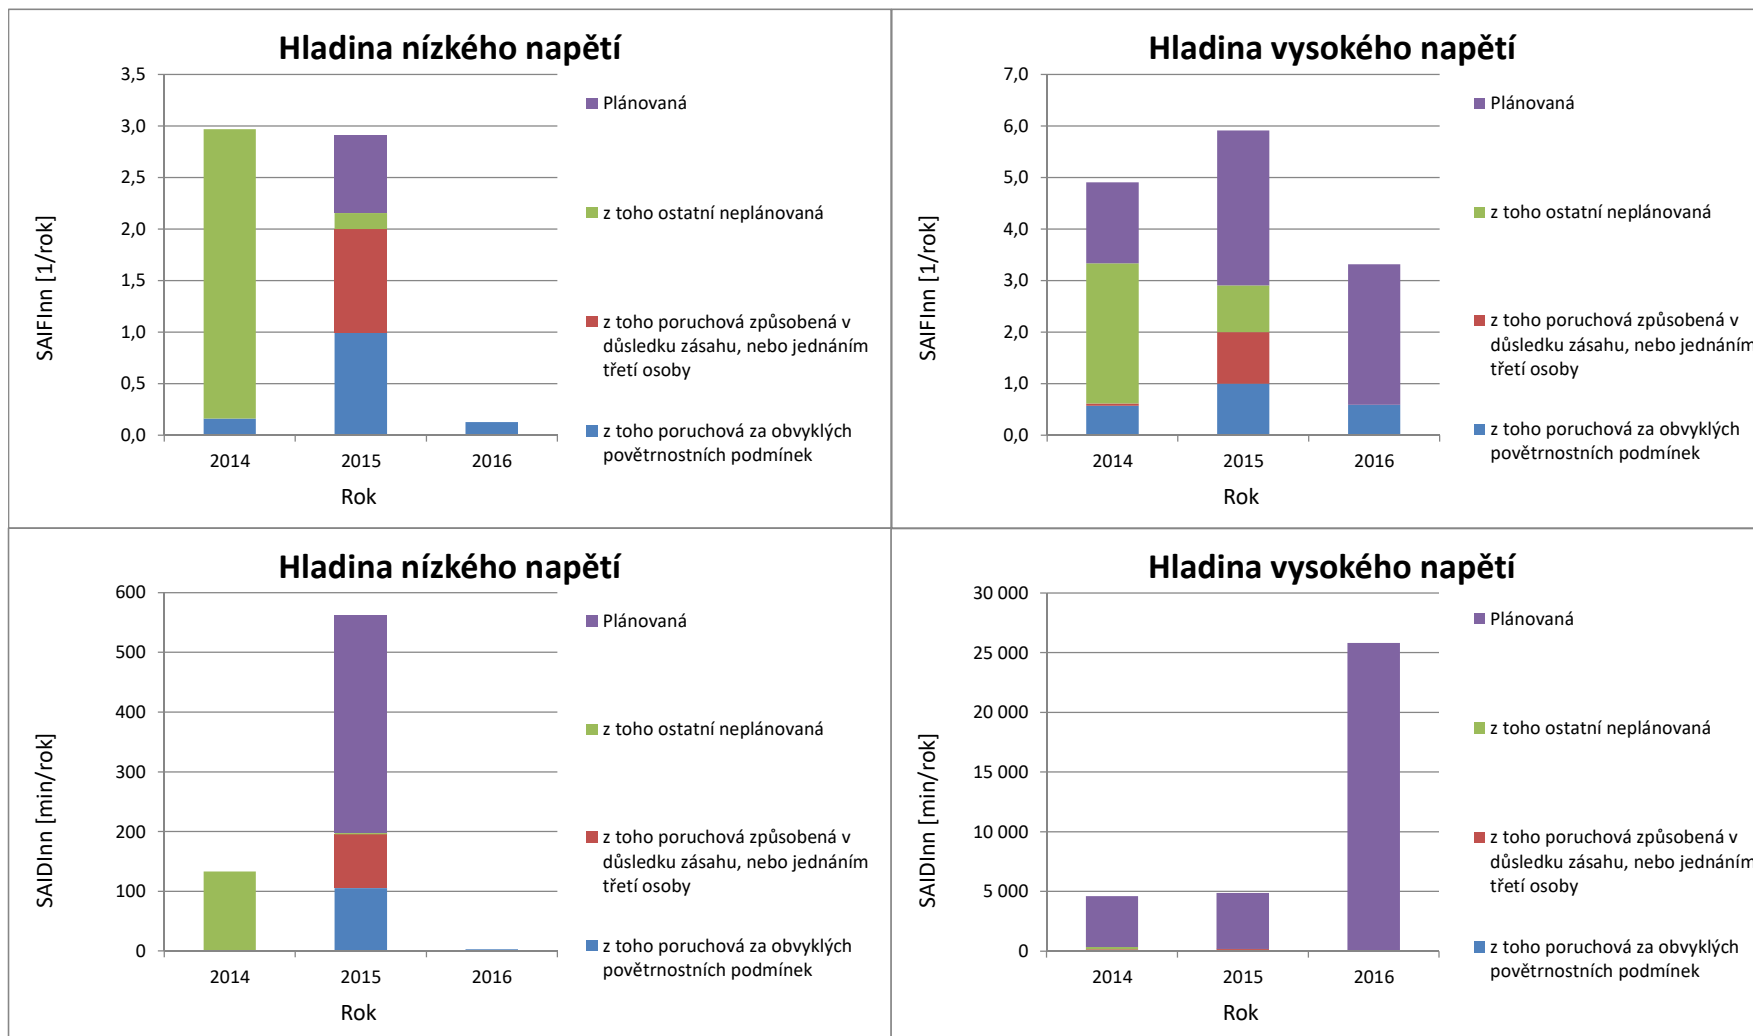 Hladina nízkého napětí
SAIFInn [1/rok]
3,5
3,0
2,5
2,0
1,5
1,0
0,5
0,0
2014
2015
2016
Rok
Plánovaná
z toho ostatní neplánovaná
z toho poruchová způsobená v
důsledku zásahu, nebo jednáním
třetí osoby
z toho poruchová za obvyklých
povětrnostních podmínek
Hladina vysokého napětí
SAIFInn [1/rok]
7,0
6,0
5,0
4,0
3,0
2,0
1,0
0,0
2014
2015
2016
Rok
Plánovaná
z toho ostatní neplánovaná
z toho poruchová způsobená v
důsledku zásahu, nebo jednáním
třetí osoby
z toho poruchová za obvyklých
povětrnostních podmínek
Hladina nízkého napětí
SAIDInn [min/rok]
600
500
400
300
200
100
0
2014
2015
2016
Rok
Plánovaná
z toho ostatní neplánovaná
z toho poruchová způsobená v
důsledku zásahu, nebo jednáním
třetí osoby
z toho poruchová za obvyklých
povětrnostních podmínek
Hladina vysokého napětí
SAIDInn [min/rok]
30 000
25 000
20 000
15 000
10 000
5 000
0
2014
2015
2016
Rok
Plánovaná
z toho ostatní neplánovaná
z toho poruchová způsobená v
důsledku zásahu, nebo jednáním
třetí osoby
z toho poruchová za obvyklých
povětrnostních podmínek